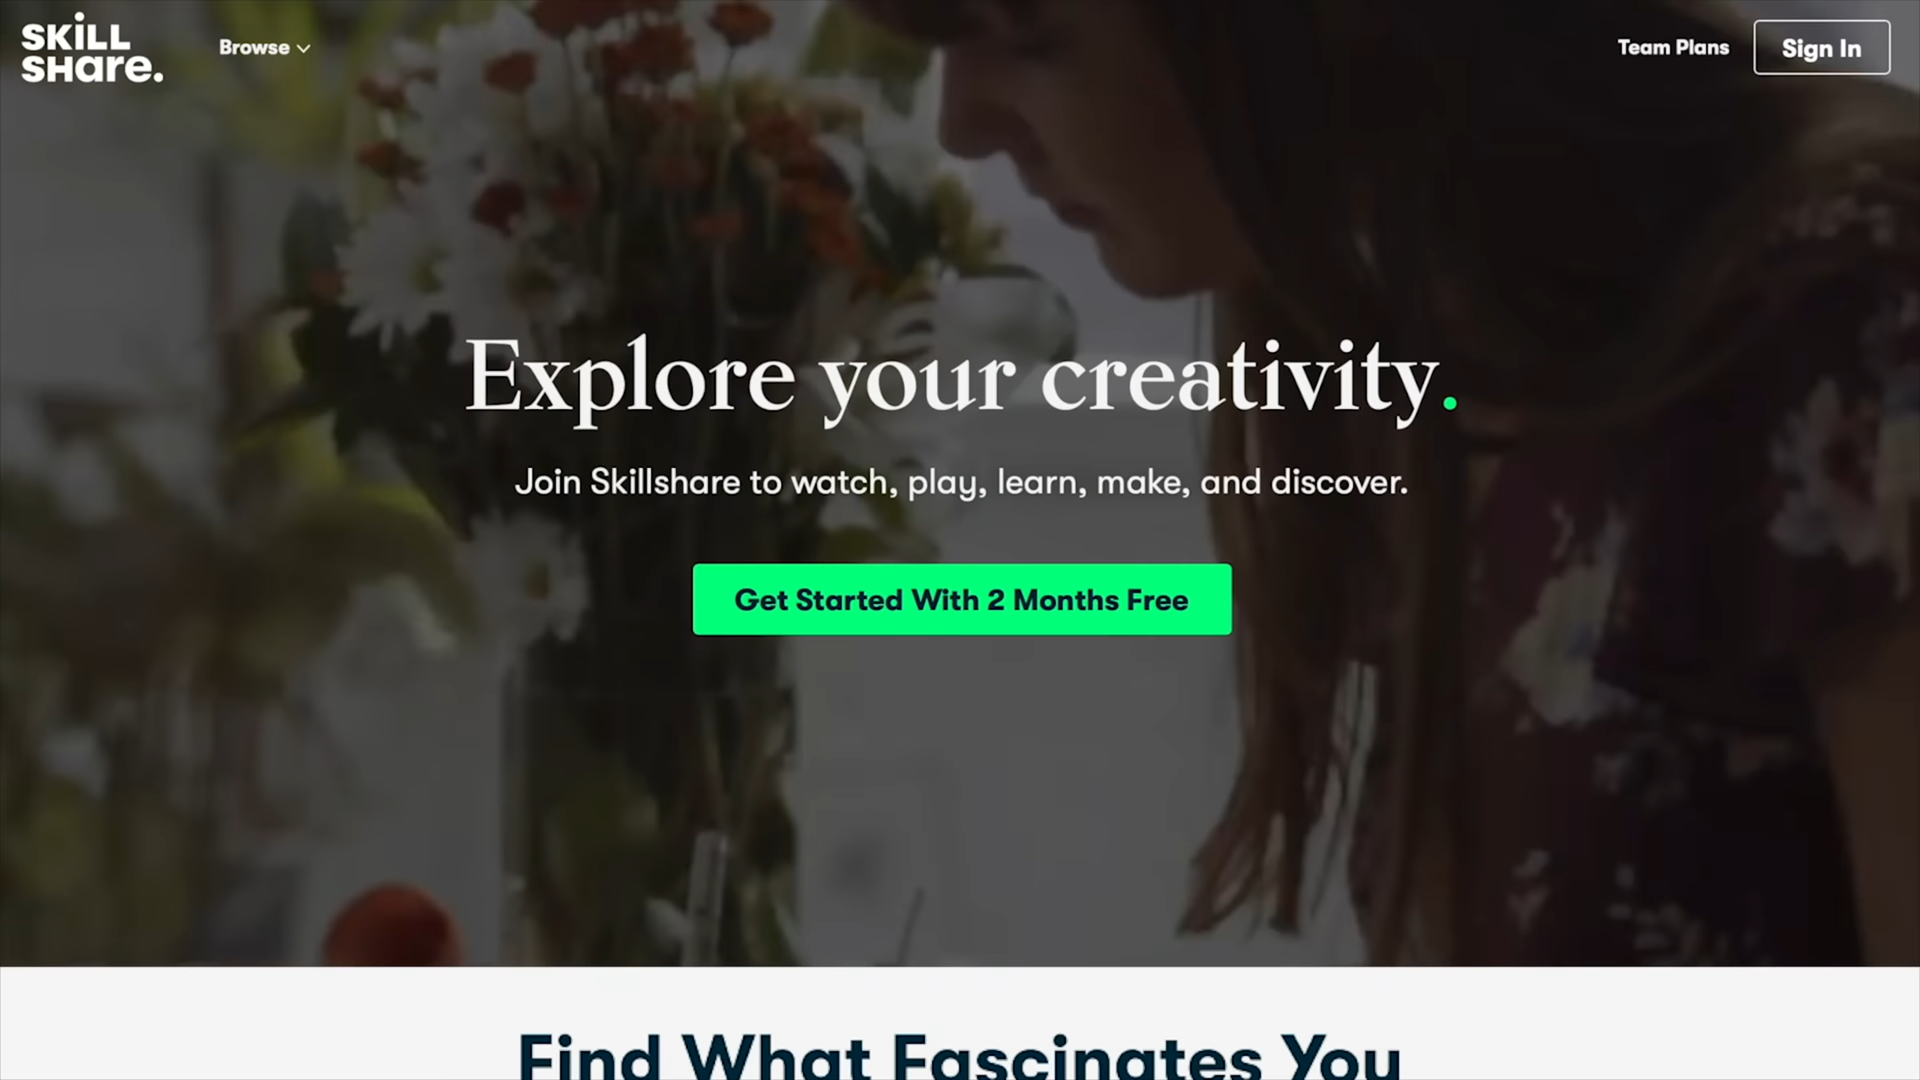 SKiLL
SHare.
Browse
Team Plans
Sign In
Explore your creativity.
Join Skillshare to watch, play, learn, make, and discover.
Get Started With 2 Months Free
Find What Fascinates You